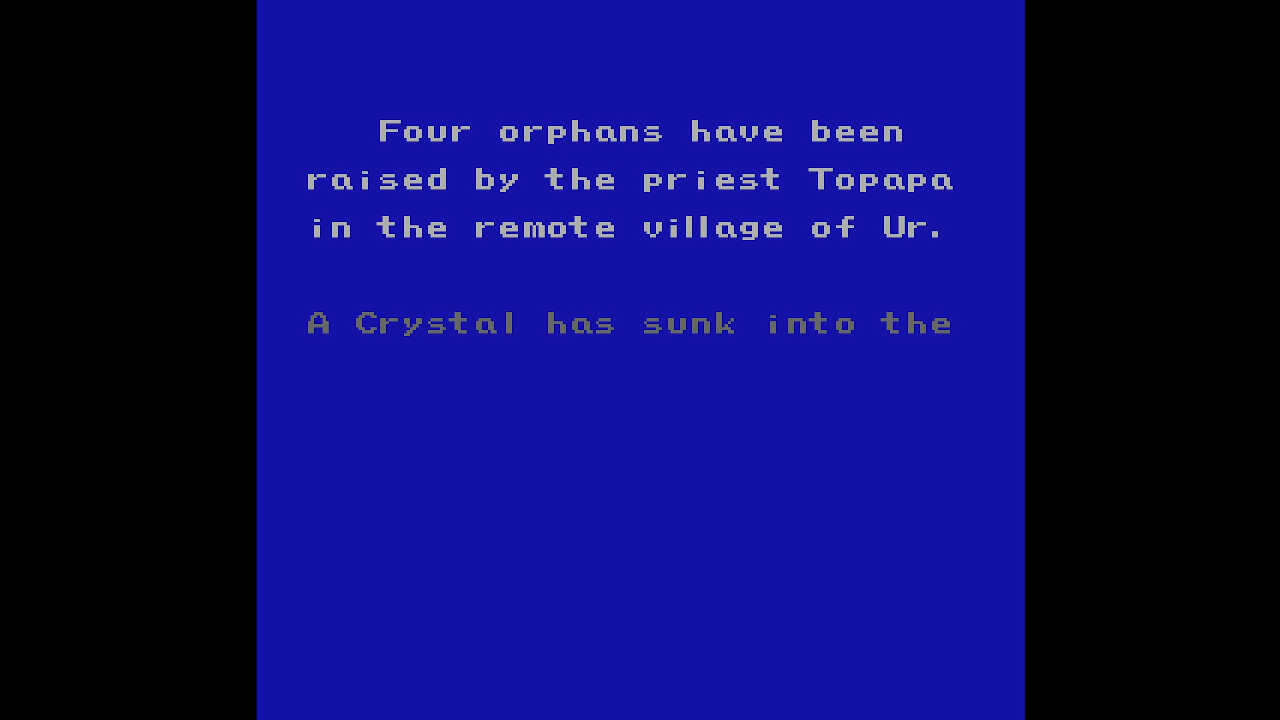 Four orphans have been
raised by the priest Topapa
in the remote village of Ur.
A Crystal has sunk into the